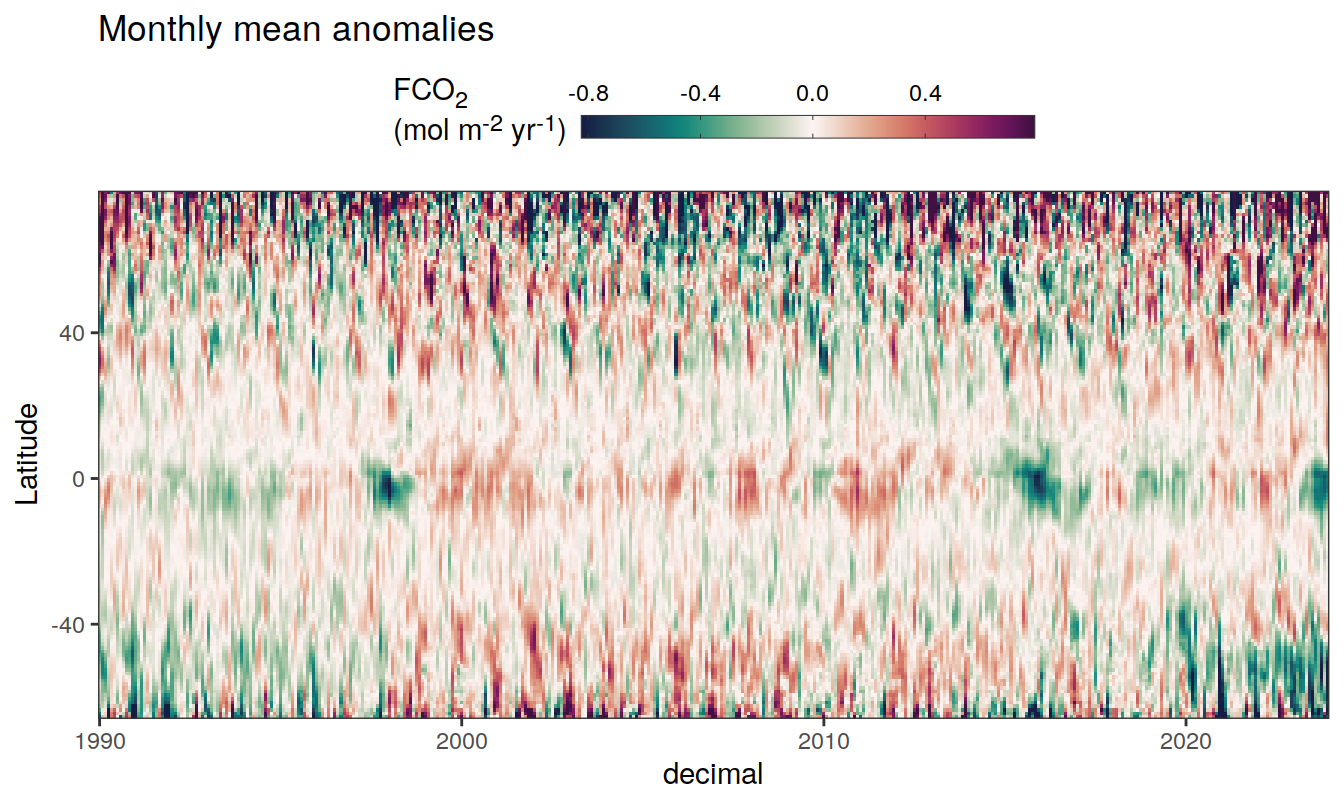 Monthly mean anomalies
FCO₂
(mol m⁻² yr⁻¹)
-0.8 -0.4 0.0 0.4
Latitude
40
0
-40
1990 2000 2010 2020
decimal